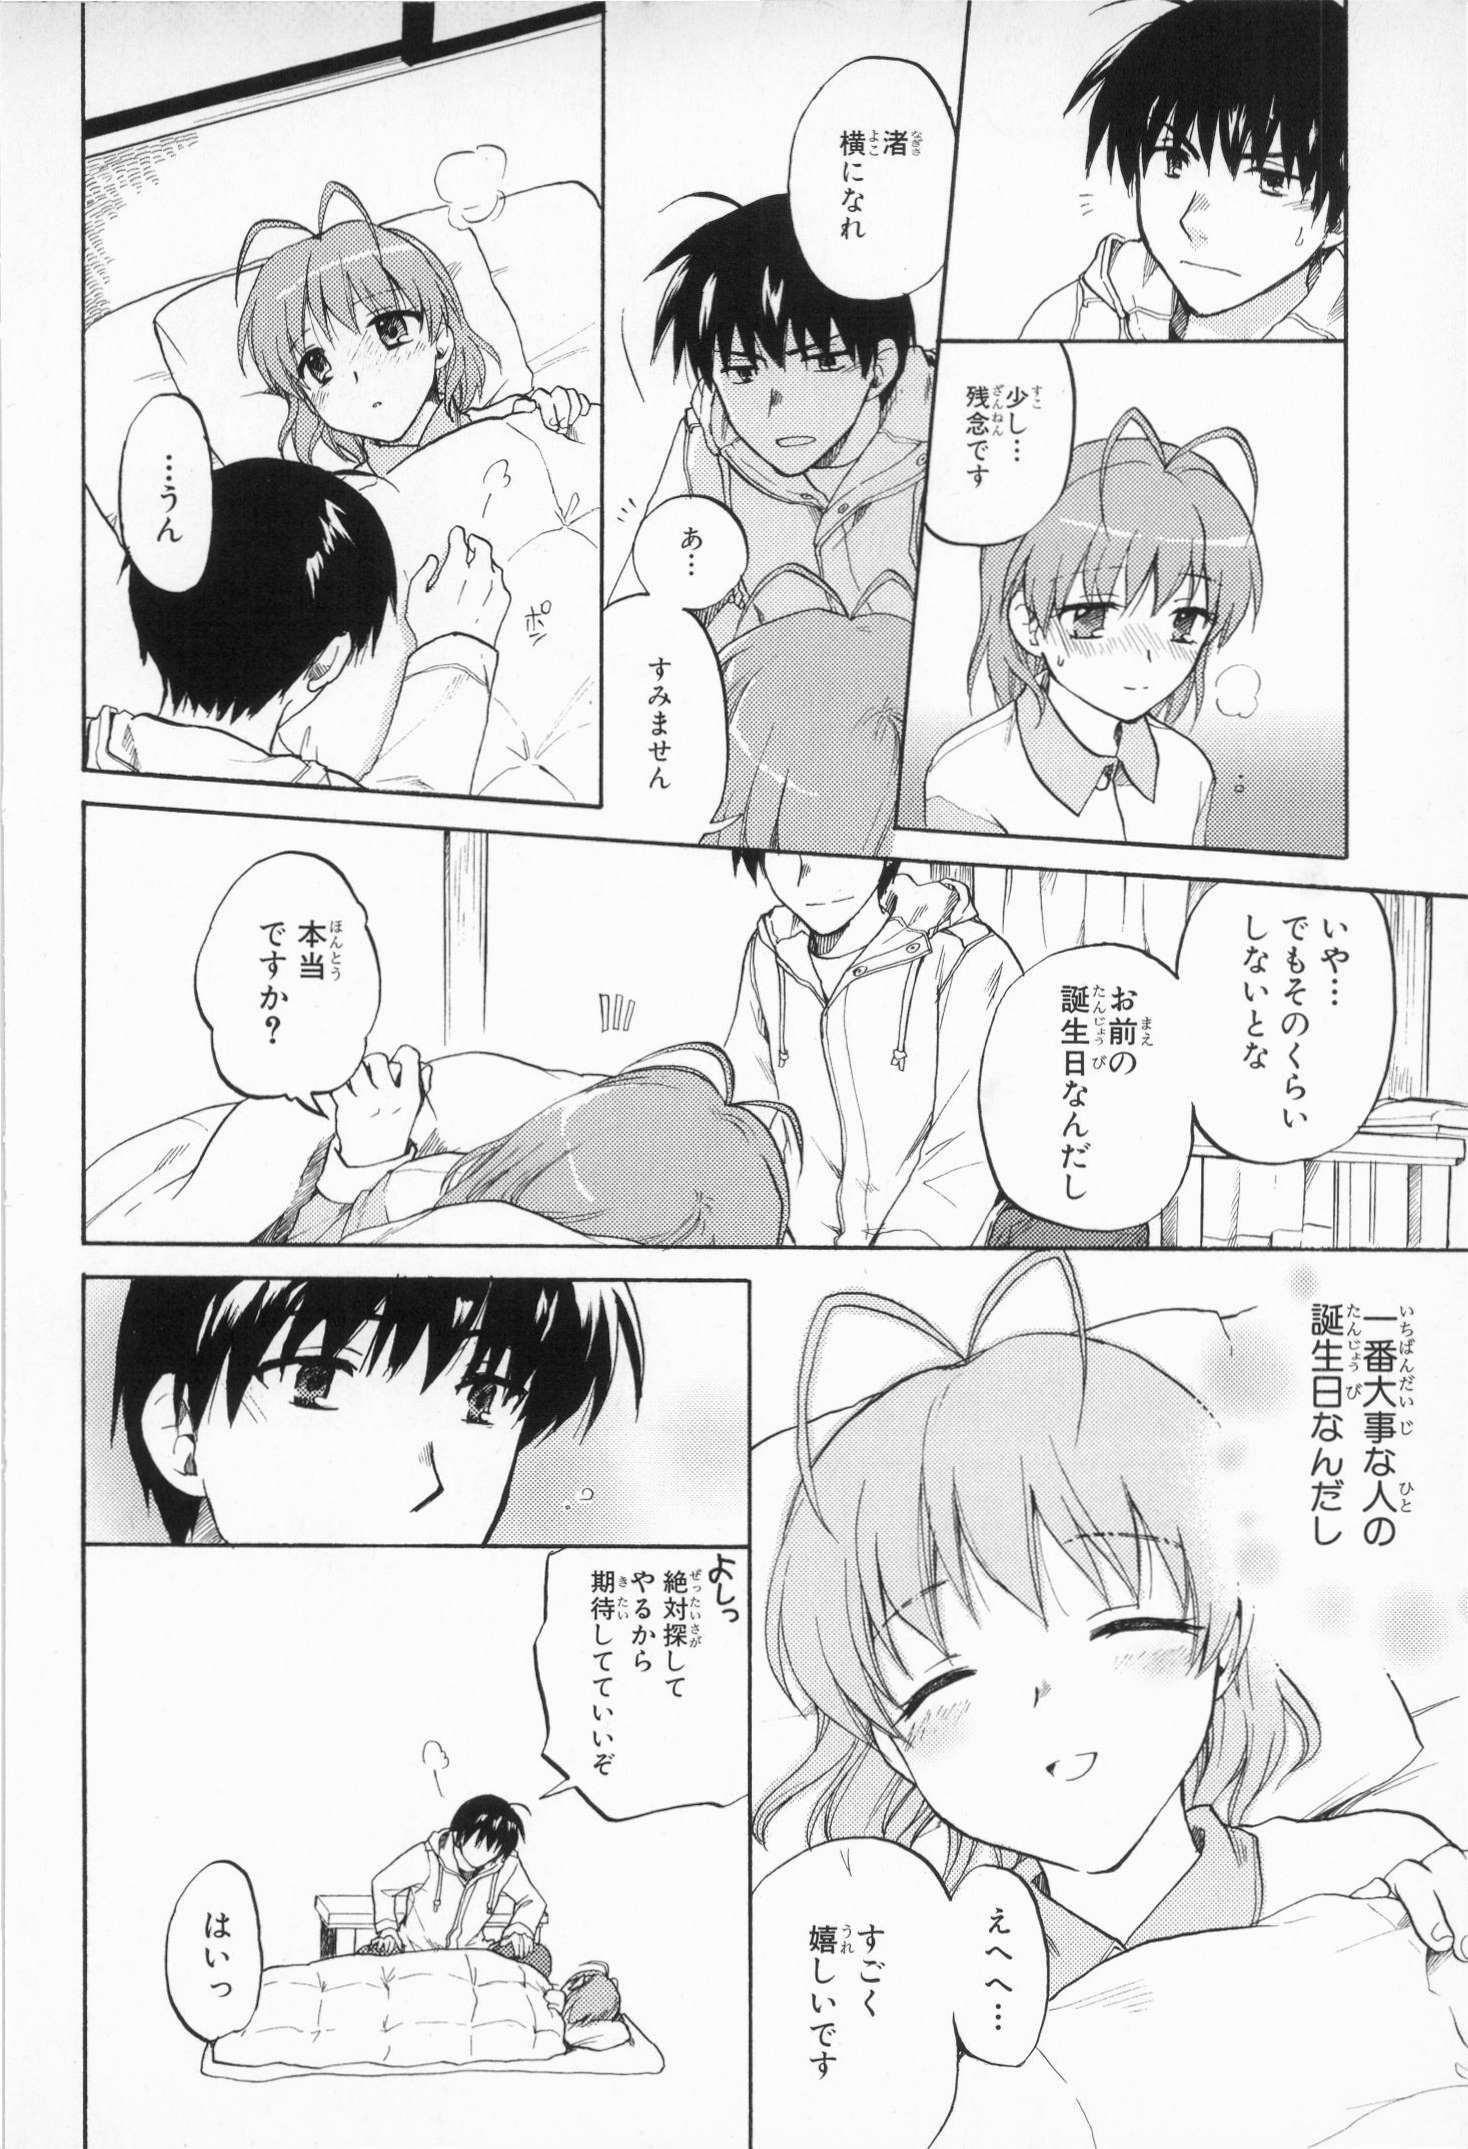 少し…
残念です
渚
横になれ
あ…
すみません
ポン
…うん
いや…
でもそのくらい
しないとな
お前の
誕生日なんだし
本当
ですか？
一番大事な人の
誕生日なんだし
えへへ…
すごく
嬉しいです
よしっ
絶対探して
やるから
期待してていいぞ
はいっ